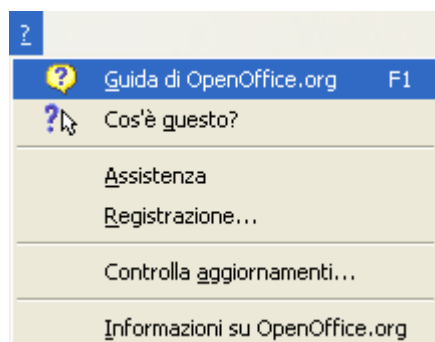 ?
Guida di OpenOffice.org F1
Cos'è questo?
Assistenza
Registrazione...
Controlla aggiornamenti...
Informazioni su OpenOffice.org